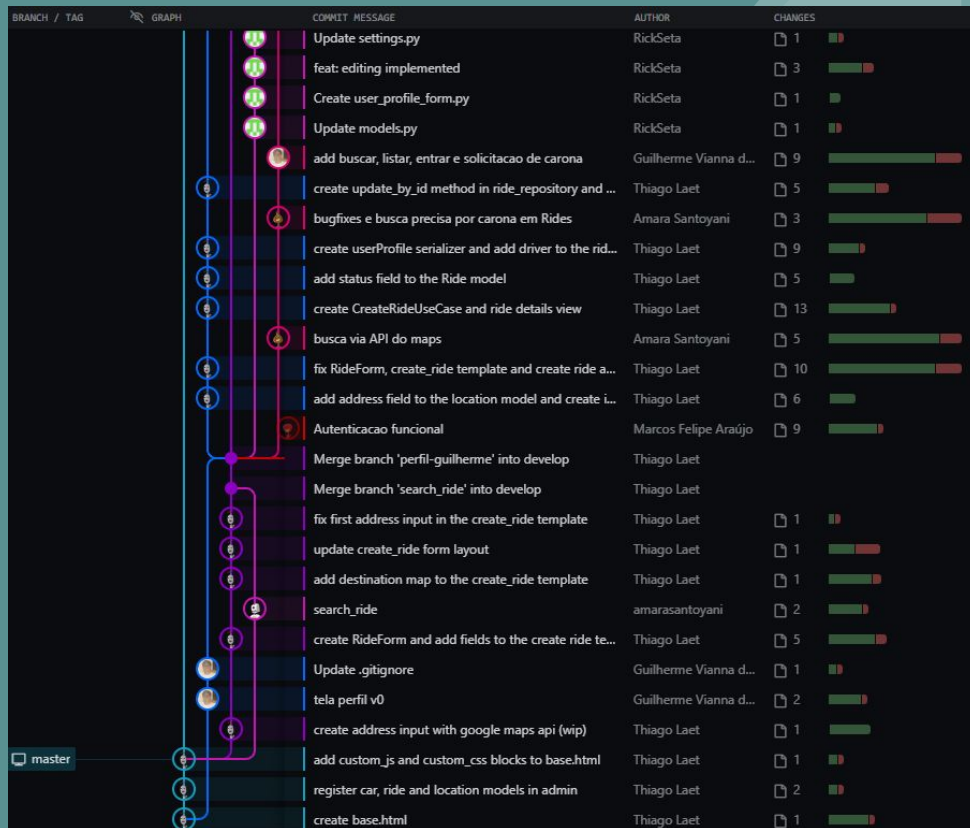 BRANCH / TAG GRAPH COMMIT MESSAGE AUTHOR CHANGES
Update settings.py RickSeta 1
feat: editing implemented RickSeta 3
Create user_profile_form.py RickSeta 1
Update models.py RickSeta 1
add buscar, listar, entrar e solicitacao de carona Guilherme Vianna d... 9
create update_by_id method in ride_repository and ... Thiago Laet 5
bugfixes e busca precisa por carona em Rides Amara Santoyani 3
create userProfile serializer and add driver to the rid... Thiago Laet 9
add status field to the Ride model Thiago Laet 5
create CreateRideUseCase and ride details view Thiago Laet 13
busca via API do maps Amara Santoyani 5
fix RideForm, create_ride template and create ride a... Thiago Laet 10
add address field to the location model and create i... Thiago Laet 6
Autenticacao funcional Marcos Felipe Araújo 9
Merge branch 'perfil-guilherme' into develop Thiago Laet
Merge branch 'search_ride' into develop Thiago Laet
fix first address input in the create_ride template Thiago Laet 1
update create_ride form layout Thiago Laet 1
add destination map to the create_ride template Thiago Laet 1
search_ride amarasantoyani 2
create RideForm and add fields to the create ride te... Thiago Laet 5
Update .gitignore Guilherme Vianna d... 1
tela perfil v0 Guilherme Vianna d... 2
create address input with google maps api (wip) Thiago Laet 1
master add custom_js and custom_css blocks to base.html Thiago Laet 1
register car, ride and location models in admin Thiago Laet 2
create base.html Thiago Laet 1